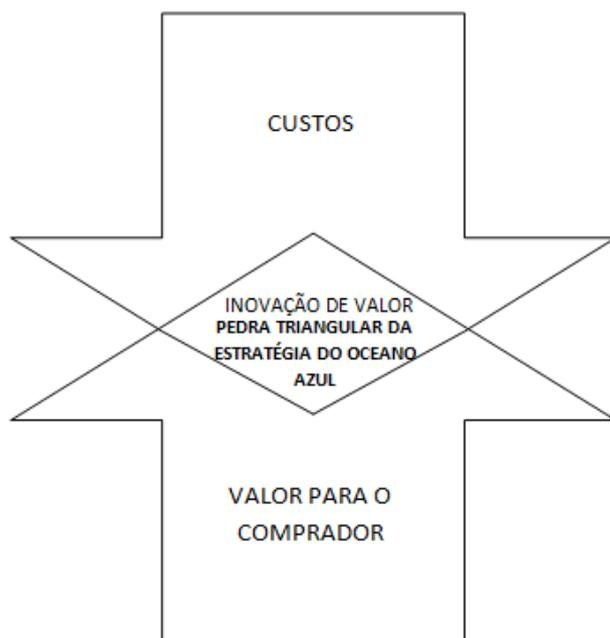 CUSTOS
INOVAÇÃO DE VALOR
PEDRA TRIANGULAR DA
ESTRATÉGIA DO OCEANO
AZUL
VALOR PARA O
COMPRADOR